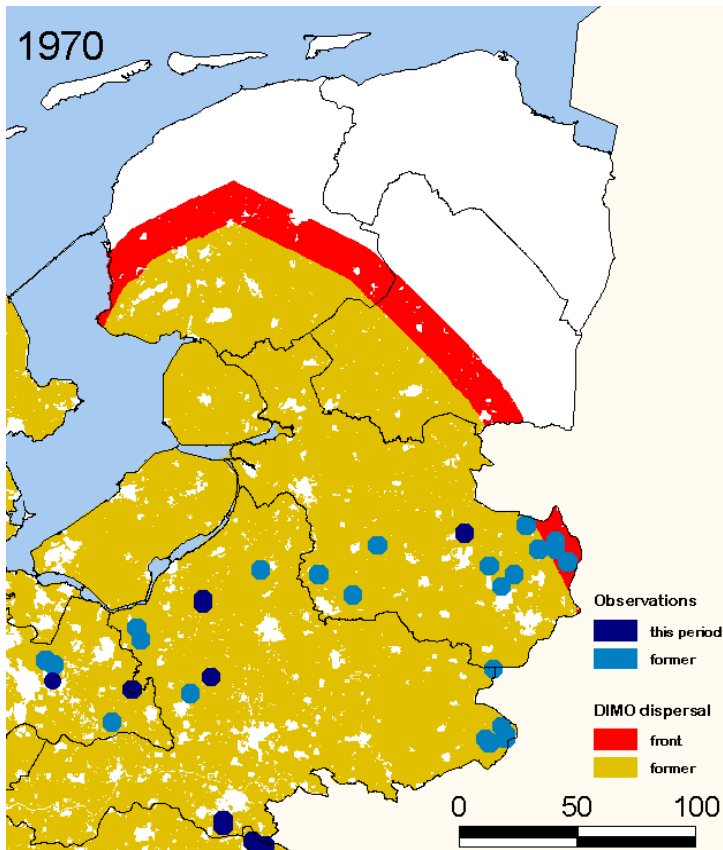 1970
Observations
this period
former
DIMO dispersal
front
former
0 50 100